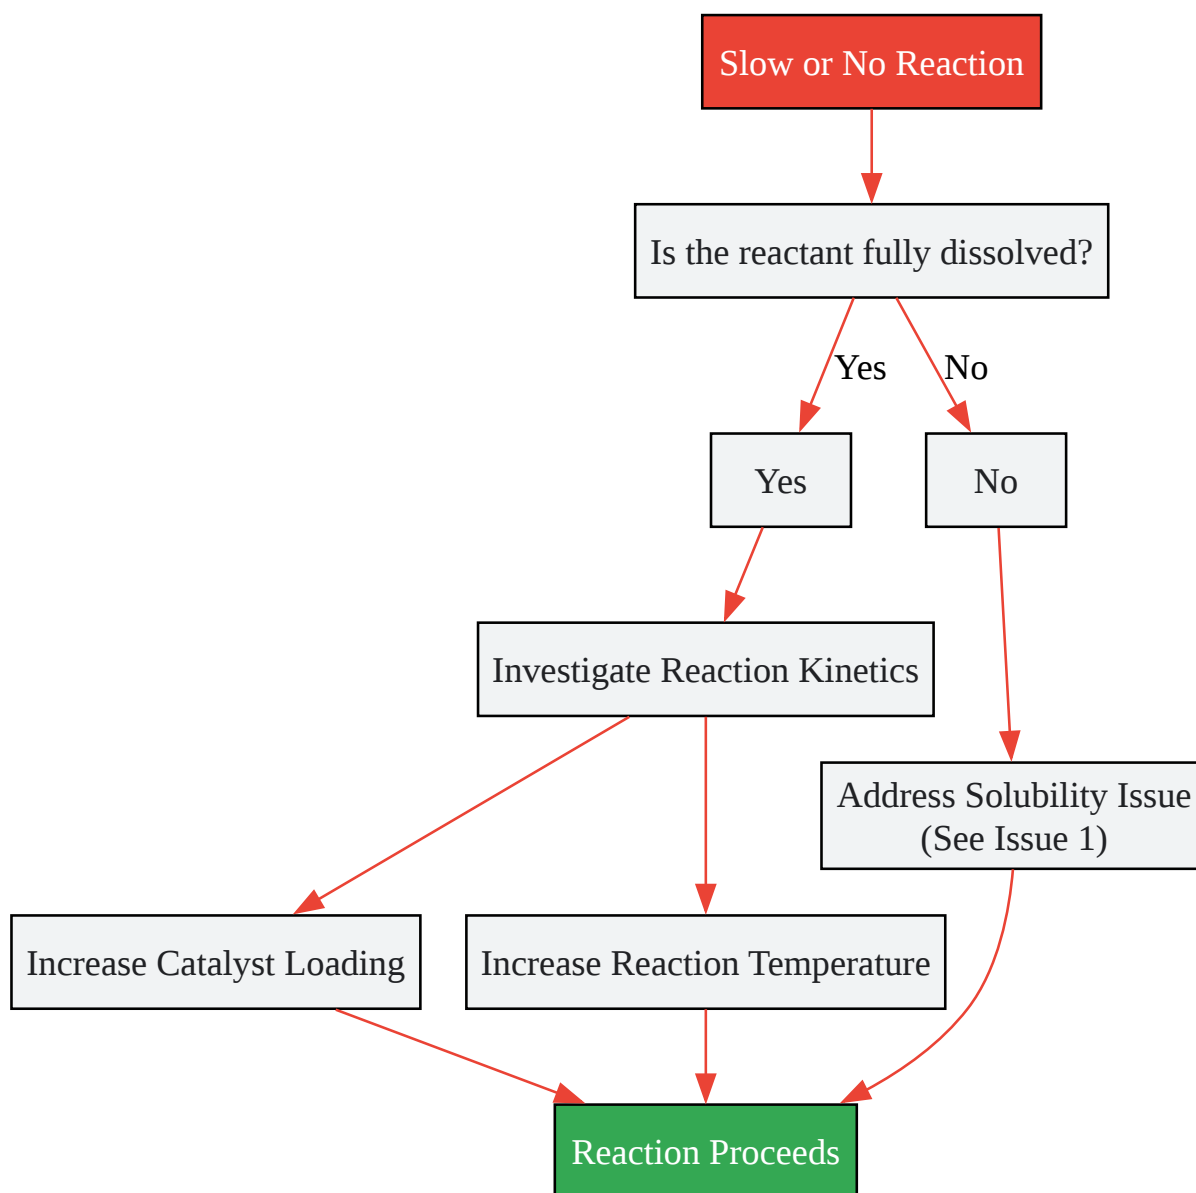 Slow or No Reaction
Is the reactant fully dissolved?
Yes
No
Yes
No
Investigate Reaction Kinetics
Address Solubility Issue
(See Issue 1)
Increase Catalyst Loading
Increase Reaction Temperature
Reaction Proceeds